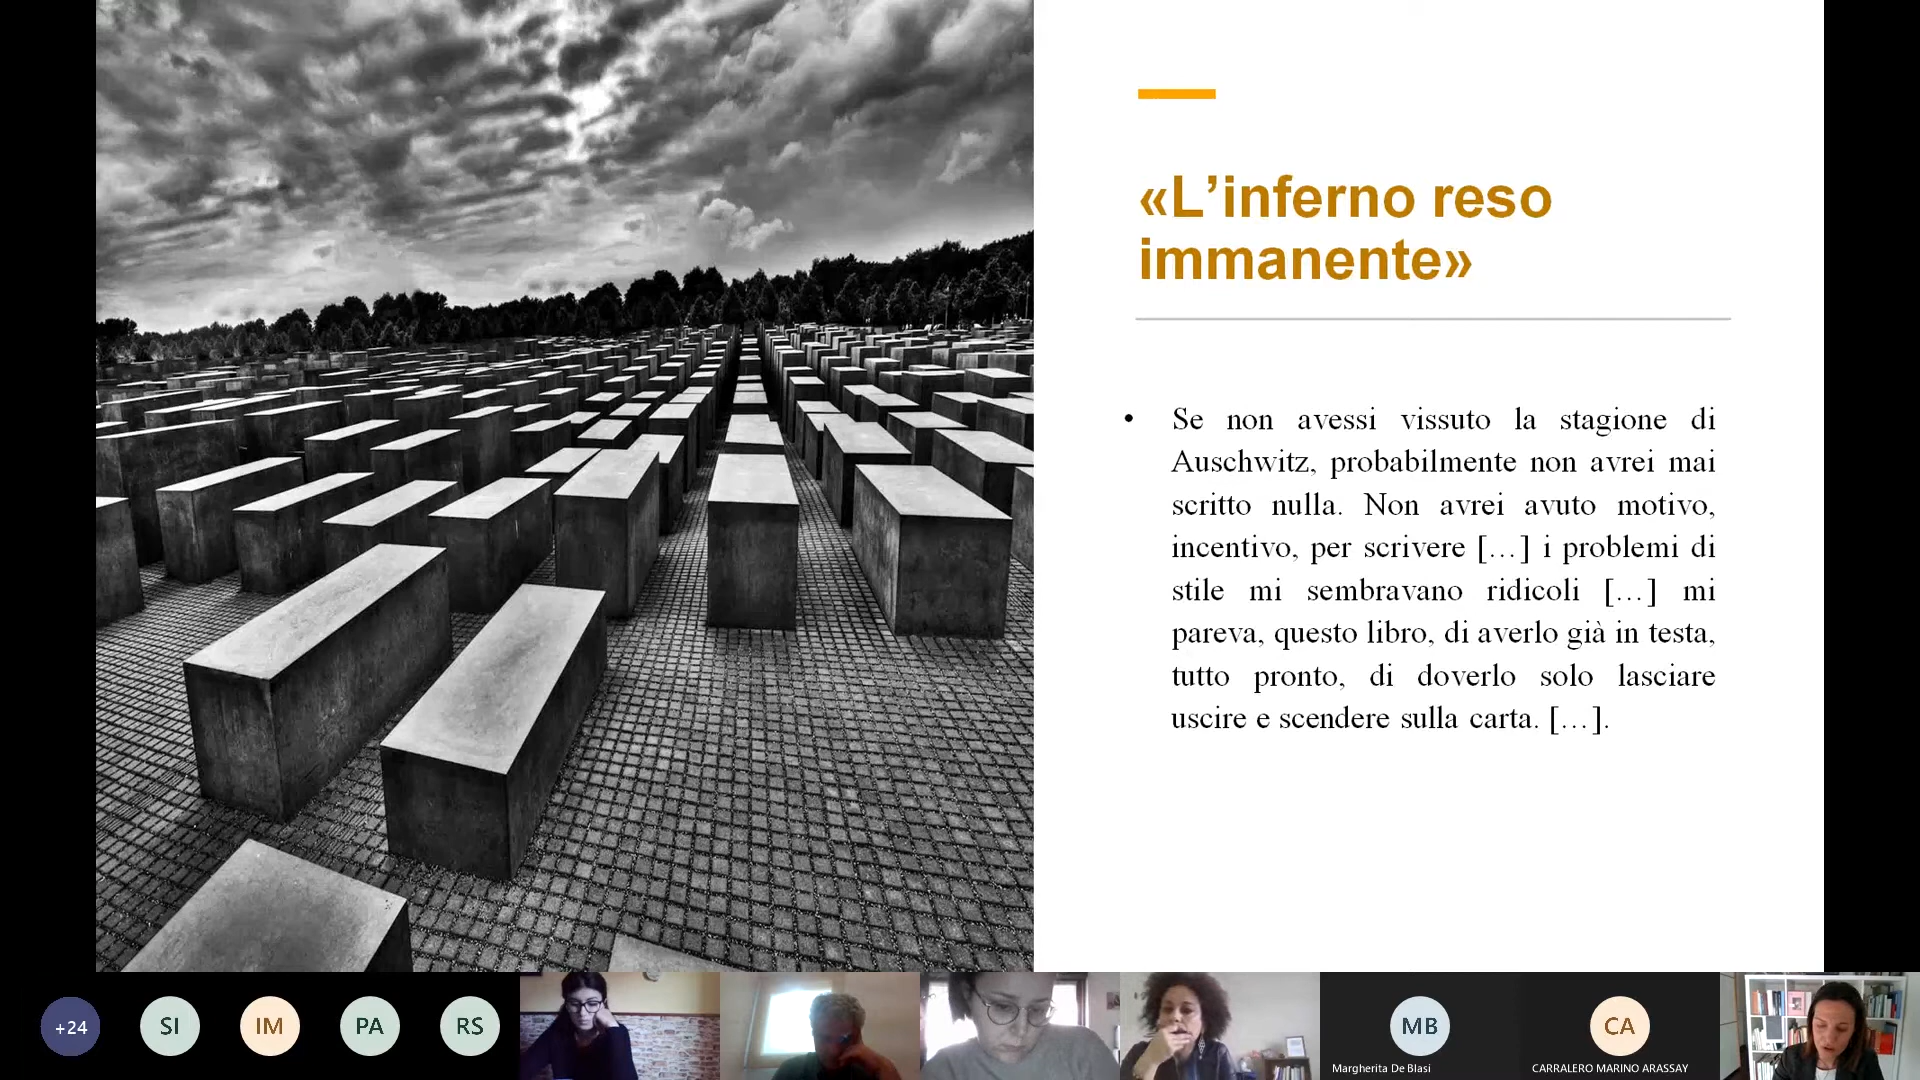 «L’inferno reso
immanente»
• Se non avessi vissuto la stagione di
Auschwitz, probabilmente non avrei mai
scritto nulla. Non avrei avuto motivo,
incentivo, per scrivere […] i problemi di
stile mi sembravano ridicoli […] mi
pareva, questo libro, di averlo già in testa,
tutto pronto, di doverlo solo lasciare
uscire e scendere sulla carta. […].
+24 SI IM PA RS MB CA
Margherita De Blasi CARRALERO MARINO ARASSAY